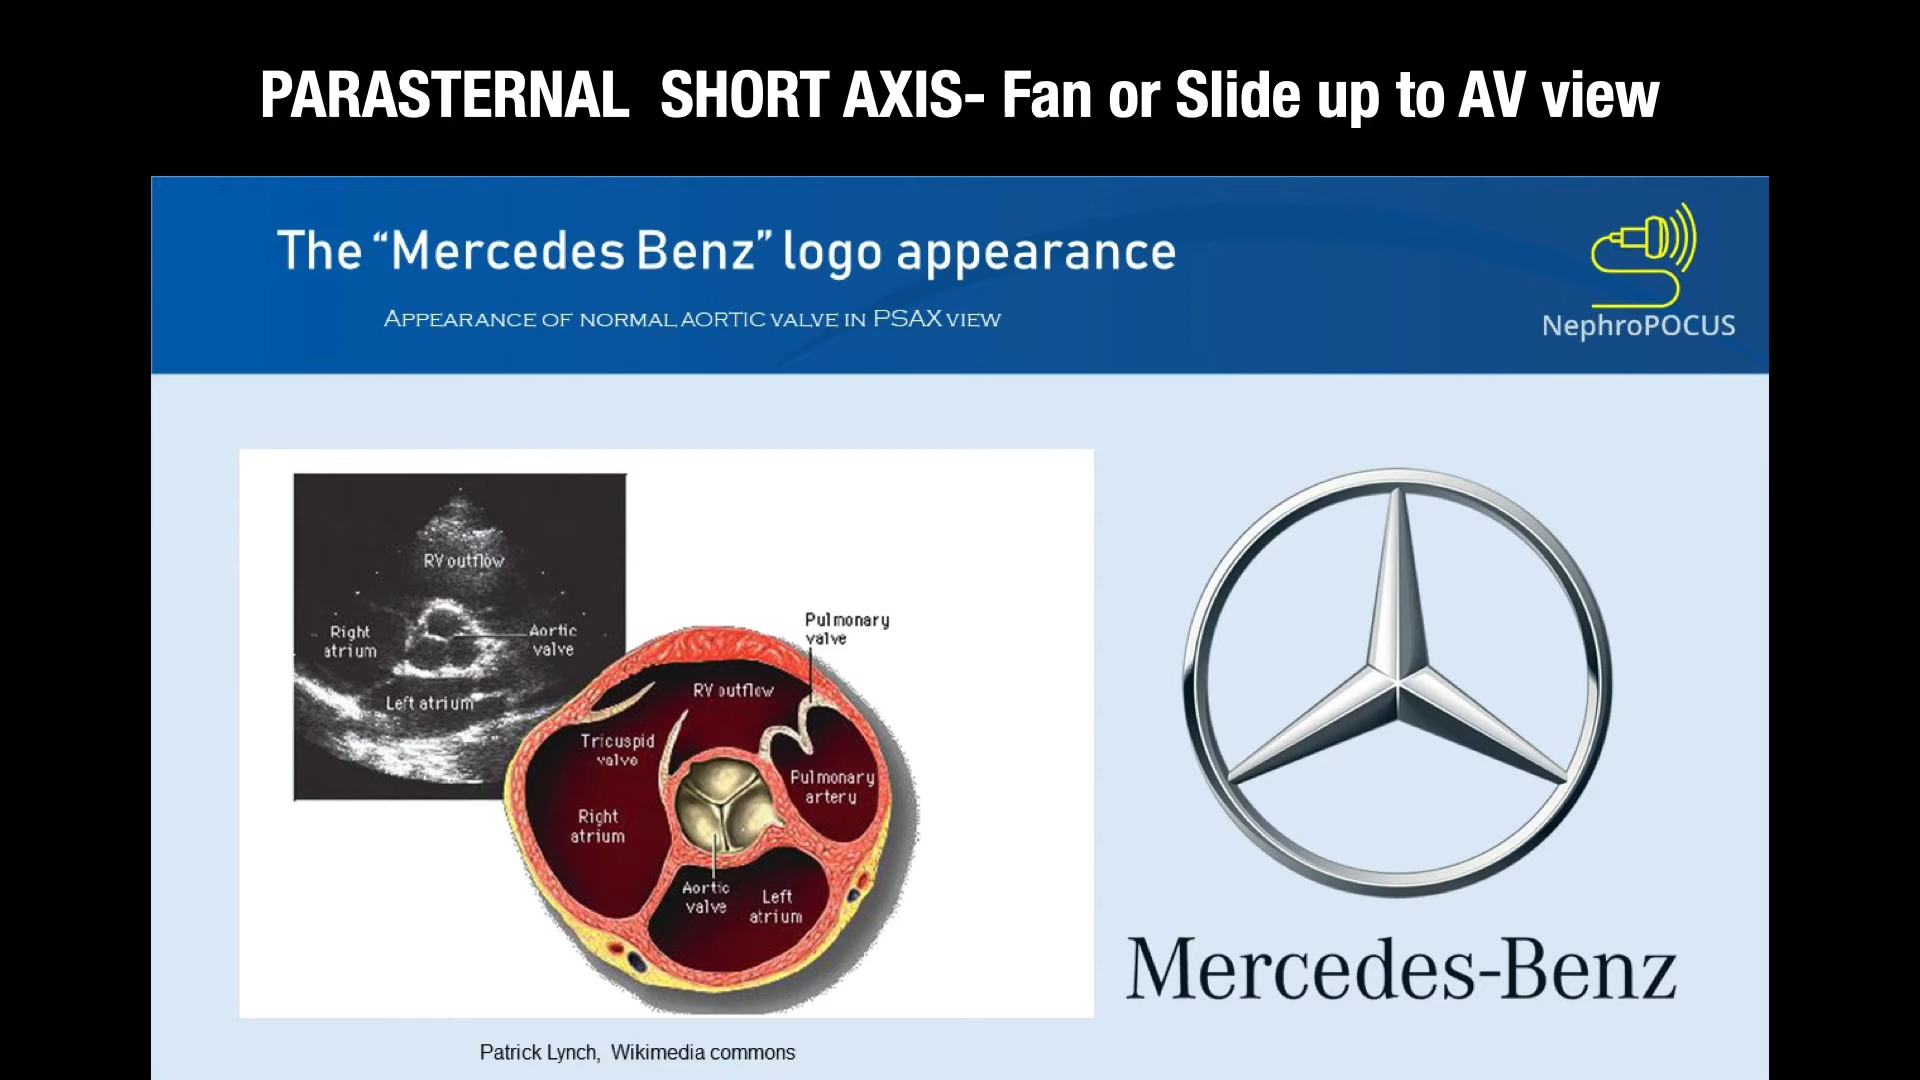 PARASTERNAL  SHORT AXIS- Fan or Slide up to AV view
The “Mercedes Benz” logo appearance
APPEARANCE OF NORMAL AORTIC VALVE IN PSAX VIEW
NephroPOCUS
RV outflow
Right
atrium
Aortic
valve
Left atrium
Pulmonary
valve
RV outflow
Tricuspid
valve
Pulmonary
artery
Right
atrium
Aortic
valve
Left
atrium
Mercedes-Benz
Patrick Lynch,  Wikimedia commons